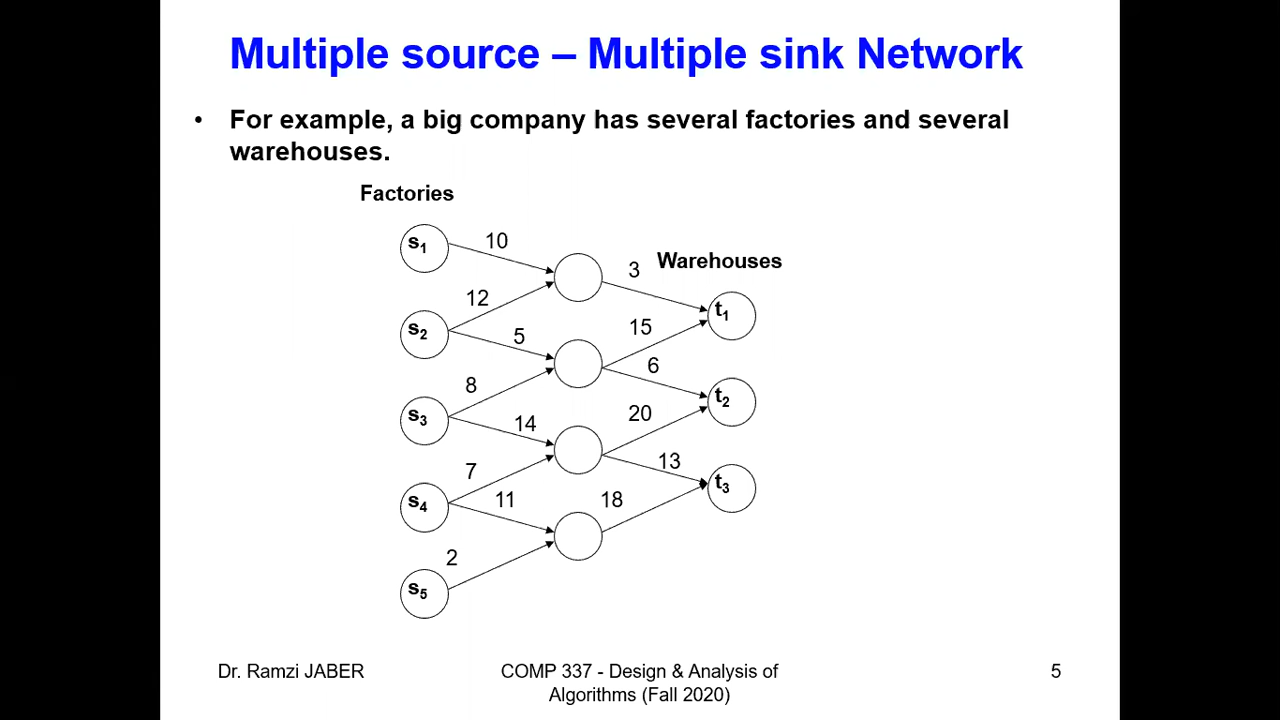 Multiple source – Multiple sink Network
• For example, a big company has several factories and several
warehouses.
Factories
Warehouses
s1
10
3
t1
12
15
s2
5
6
8
t2
s3
14
20
7
13
t3
s4
11
18
2
s5
Dr. Ramzi JABER
COMP 337 - Design & Analysis of
Algorithms (Fall 2020)
5